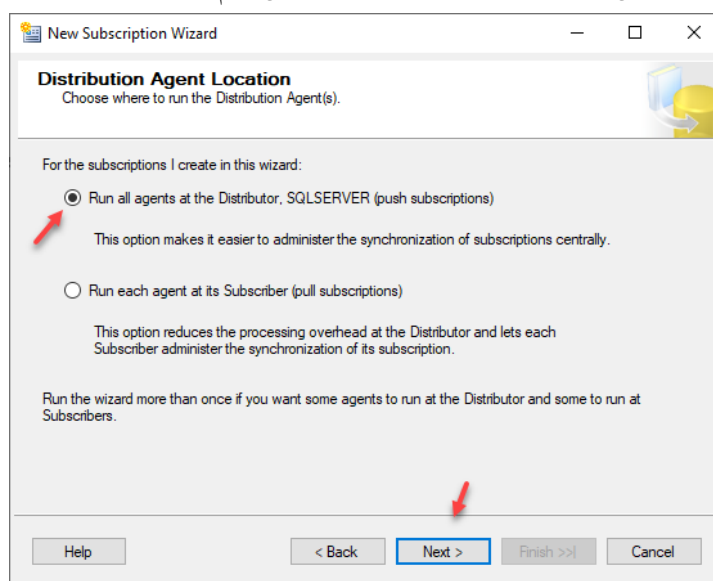 New Subscription Wizard
Distribution Agent Location
Choose where to run the Distribution Agent(s).
For the subscriptions I create in this wizard:
Run all agents at the Distributor, SQLSERVER (push subscriptions)
This option makes it easier to administer the synchronization of subscriptions centrally.
Run each agent at its Subscriber (pull subscriptions)
This option reduces the processing overhead at the Distributor and lets each
Subscriber administer the synchronization of its subscription.
Run the wizard more than once if you want some agents to run at the Distributor and some to run at
Subscribers.
Help
< Back
Next >
Finish >>|
Cancel